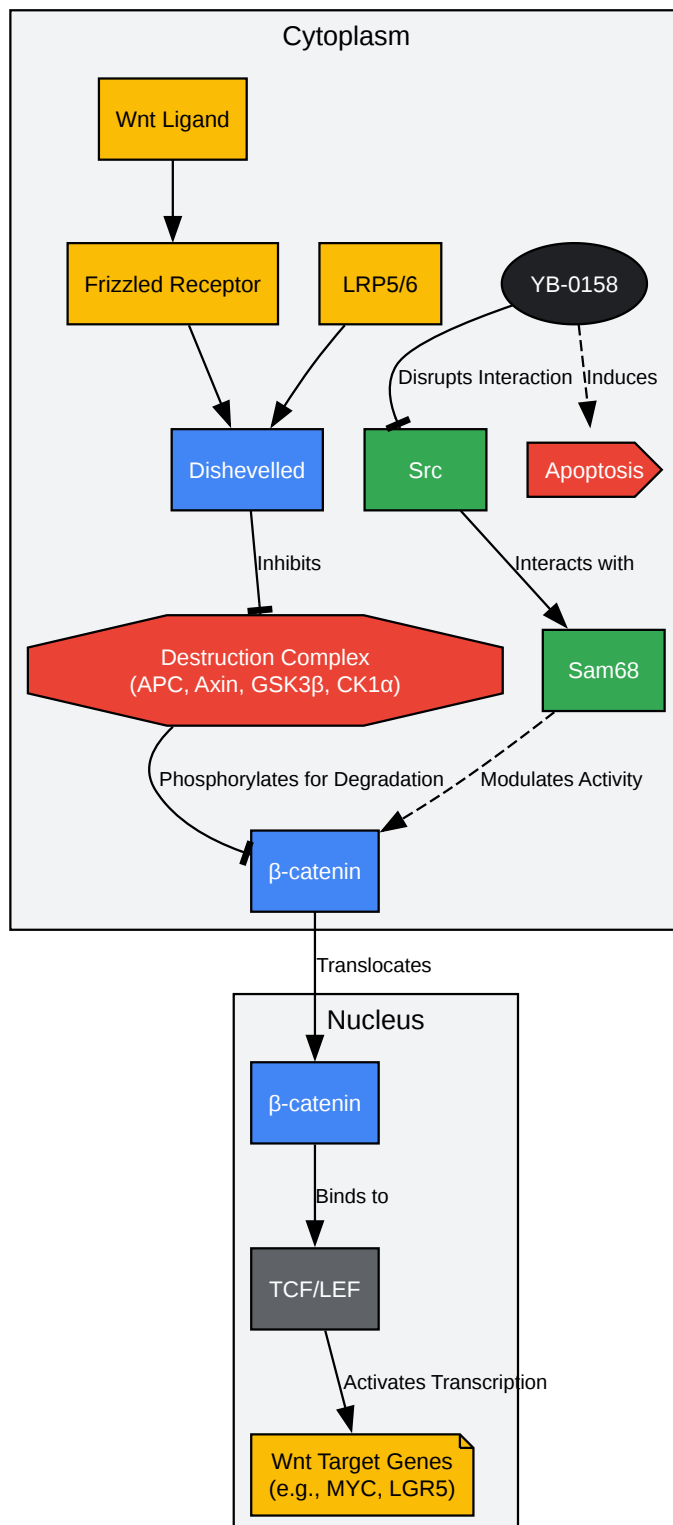 Cytoplasm
Wnt Ligand
Frizzled Receptor
LRP5/6
YB-0158
Disrupts Interaction
Induces
Dishevelled
Src
Apoptosis
Inhibits
Interacts with
Destruction Complex
(APC, Axin, GSK3β, CK1α)
Sam68
Phosphorylates for Degradation
Modulates Activity
β-catenin
Translocates
Nucleus
β-catenin
Binds to
TCF/LEF
Activates Transcription
Wnt Target Genes
(e.g., MYC, LGR5)